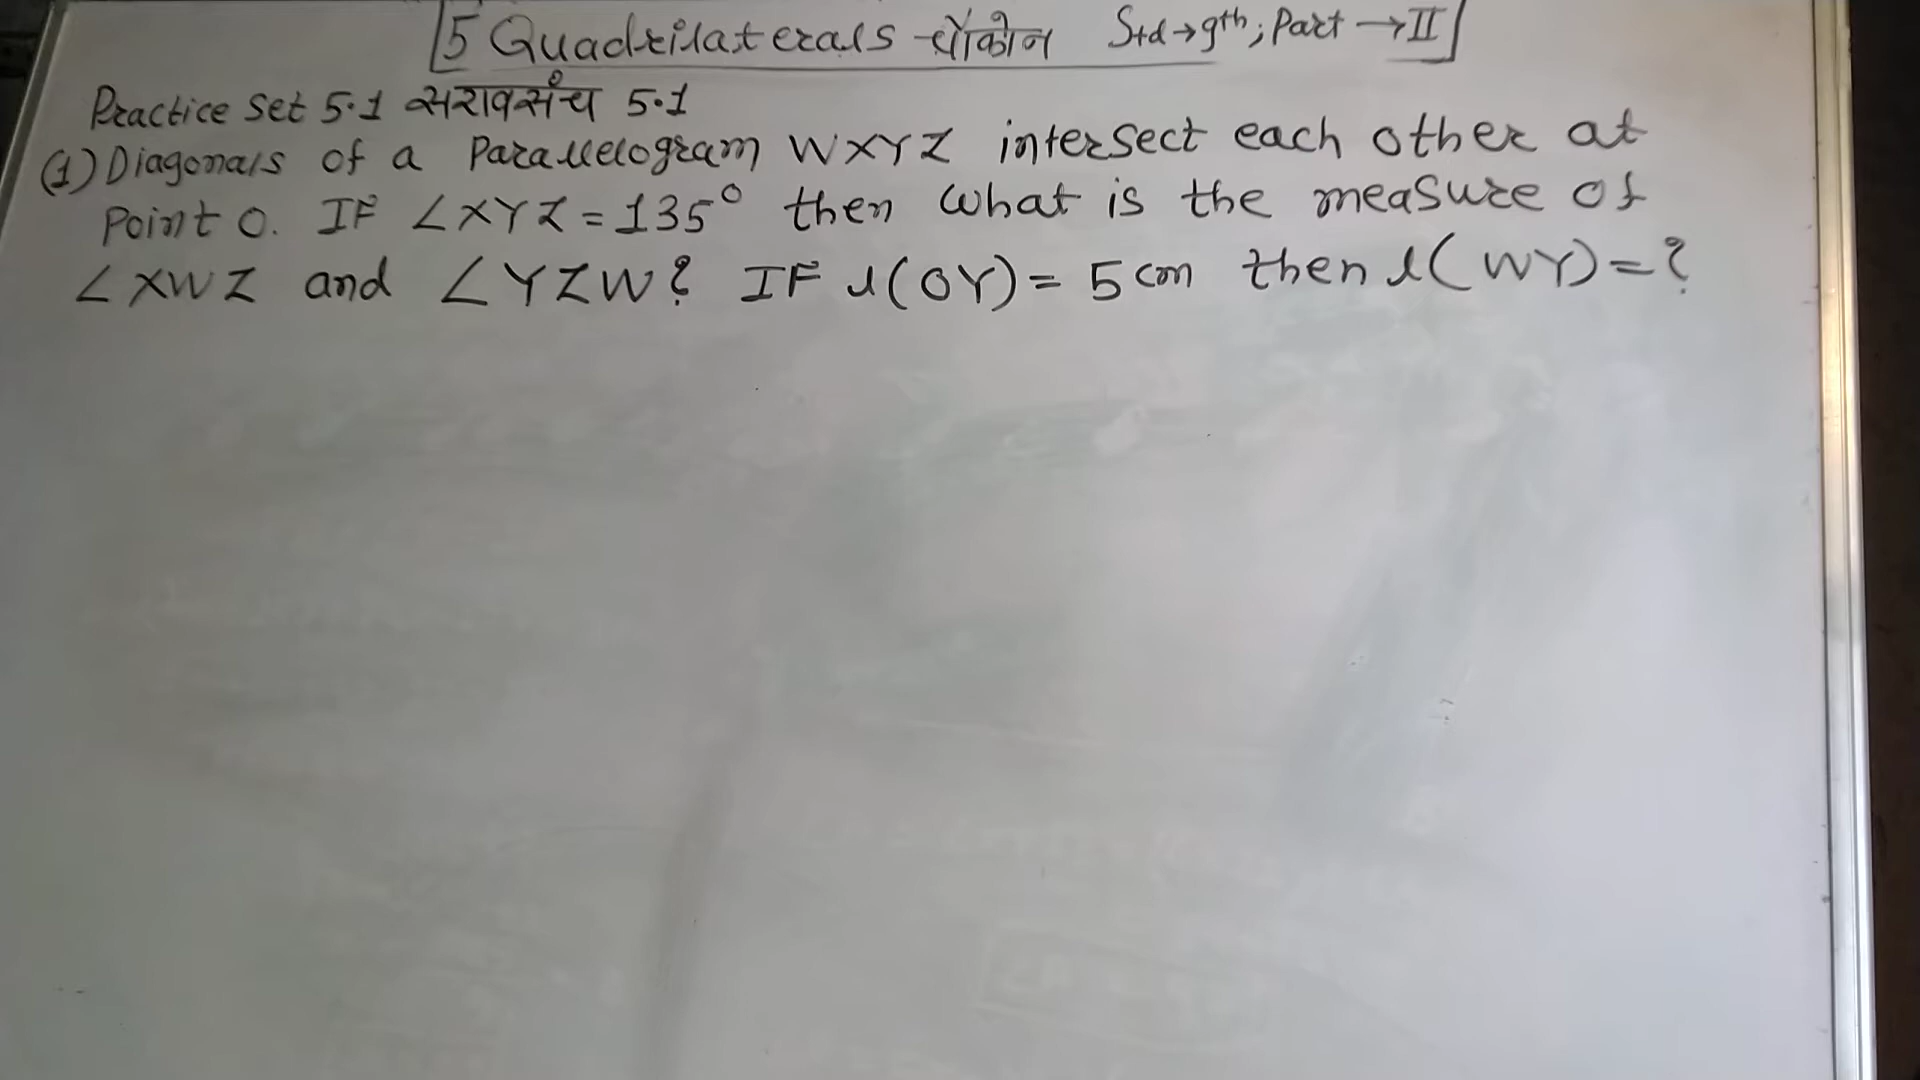 [5 Quadrilaterals चौकोन Std→9th; Part→II]
Practice Set 5.1 सरावसंच 5.1
(1) Diagonals of a Parallelogram WXYZ intersect each other at
Point O. IF ∠XYZ = 135° then what is the measure of
∠XWZ and ∠YZW? IF l(OY) = 5 cm then l(WY) = ?